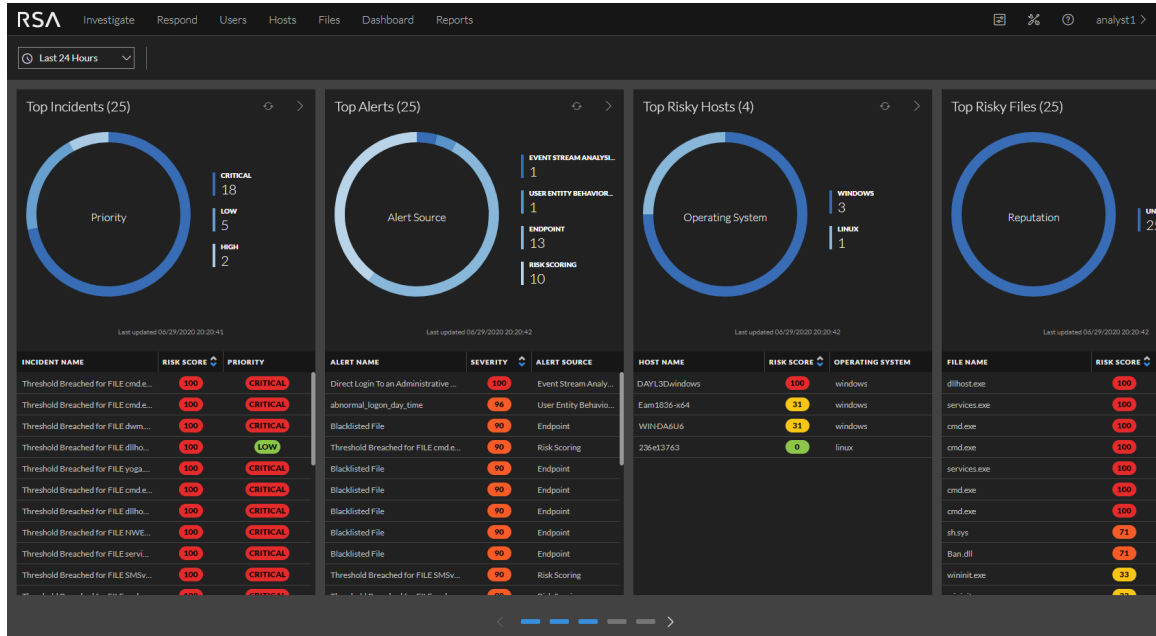 RSA Investigate Respond Users Hosts Files Dashboard Reports analyst1 >
Last 24 Hours
Top Incidents (25)
Priority
CRITICAL
18
LOW
5
HIGH
2
Last updated 06/29/2020 20:20:41
INCIDENT NAME RISK SCORE PRIORITY
Threshold Breached for FILE cmd.e... 100 CRITICAL
Threshold Breached for FILE cmd.e... 100 CRITICAL
Threshold Breached for FILE dwm.... 100 CRITICAL
Threshold Breached for FILE dllho... 100 LOW
Threshold Breached for FILE yoga.... 100 CRITICAL
Threshold Breached for FILE cmd.e... 100 CRITICAL
Threshold Breached for FILE dllho... 100 CRITICAL
Threshold Breached for FILE NWE... 100 CRITICAL
Threshold Breached for FILE servi... 100 CRITICAL
Threshold Breached for FILE SMSv... 100 CRITICAL
Top Alerts (25)
Alert Source
EVENT STREAM ANALYSI...
1
USER ENTITY BEHAVIOR...
1
ENDPOINT
13
RISK SCORING
10
Last updated 06/29/2020 20:20:42
ALERT NAME SEVERITY ALERT SOURCE
Direct Login To an Administrative ... 100 Event Stream Analy...
abnormal_logon_day_time 96 User Entity Behavio...
Blacklisted File 90 Endpoint
Threshold Breached for FILE cmd.e... 90 Risk Scoring
Blacklisted File 90 Endpoint
Blacklisted File 90 Endpoint
Blacklisted File 90 Endpoint
Blacklisted File 90 Endpoint
Blacklisted File 90 Endpoint
Threshold Breached for FILE SMSv... 90 Risk Scoring
Top Risky Hosts (4)
Operating System
WINDOWS
3
LINUX
1
Last updated 06/29/2020 20:20:42
HOST NAME RISK SCORE OPERATING SYSTEM
DAYL3Dwindows 100 windows
Eam1836-x64 31 windows
WIN-DA6U6 31 windows
236e13763 0 linux
Top Risky Files (25)
Reputation
UN
Last updated 06/29/2020 20:20:42
FILE NAME RISK SCORE
dllhost.exe 100
services.exe 100
cmd.exe 100
cmd.exe 100
services.exe 100
cmd.exe 100
cmd.exe 100
sh.sys 71
Ban.dll 71
wininit.exe 33